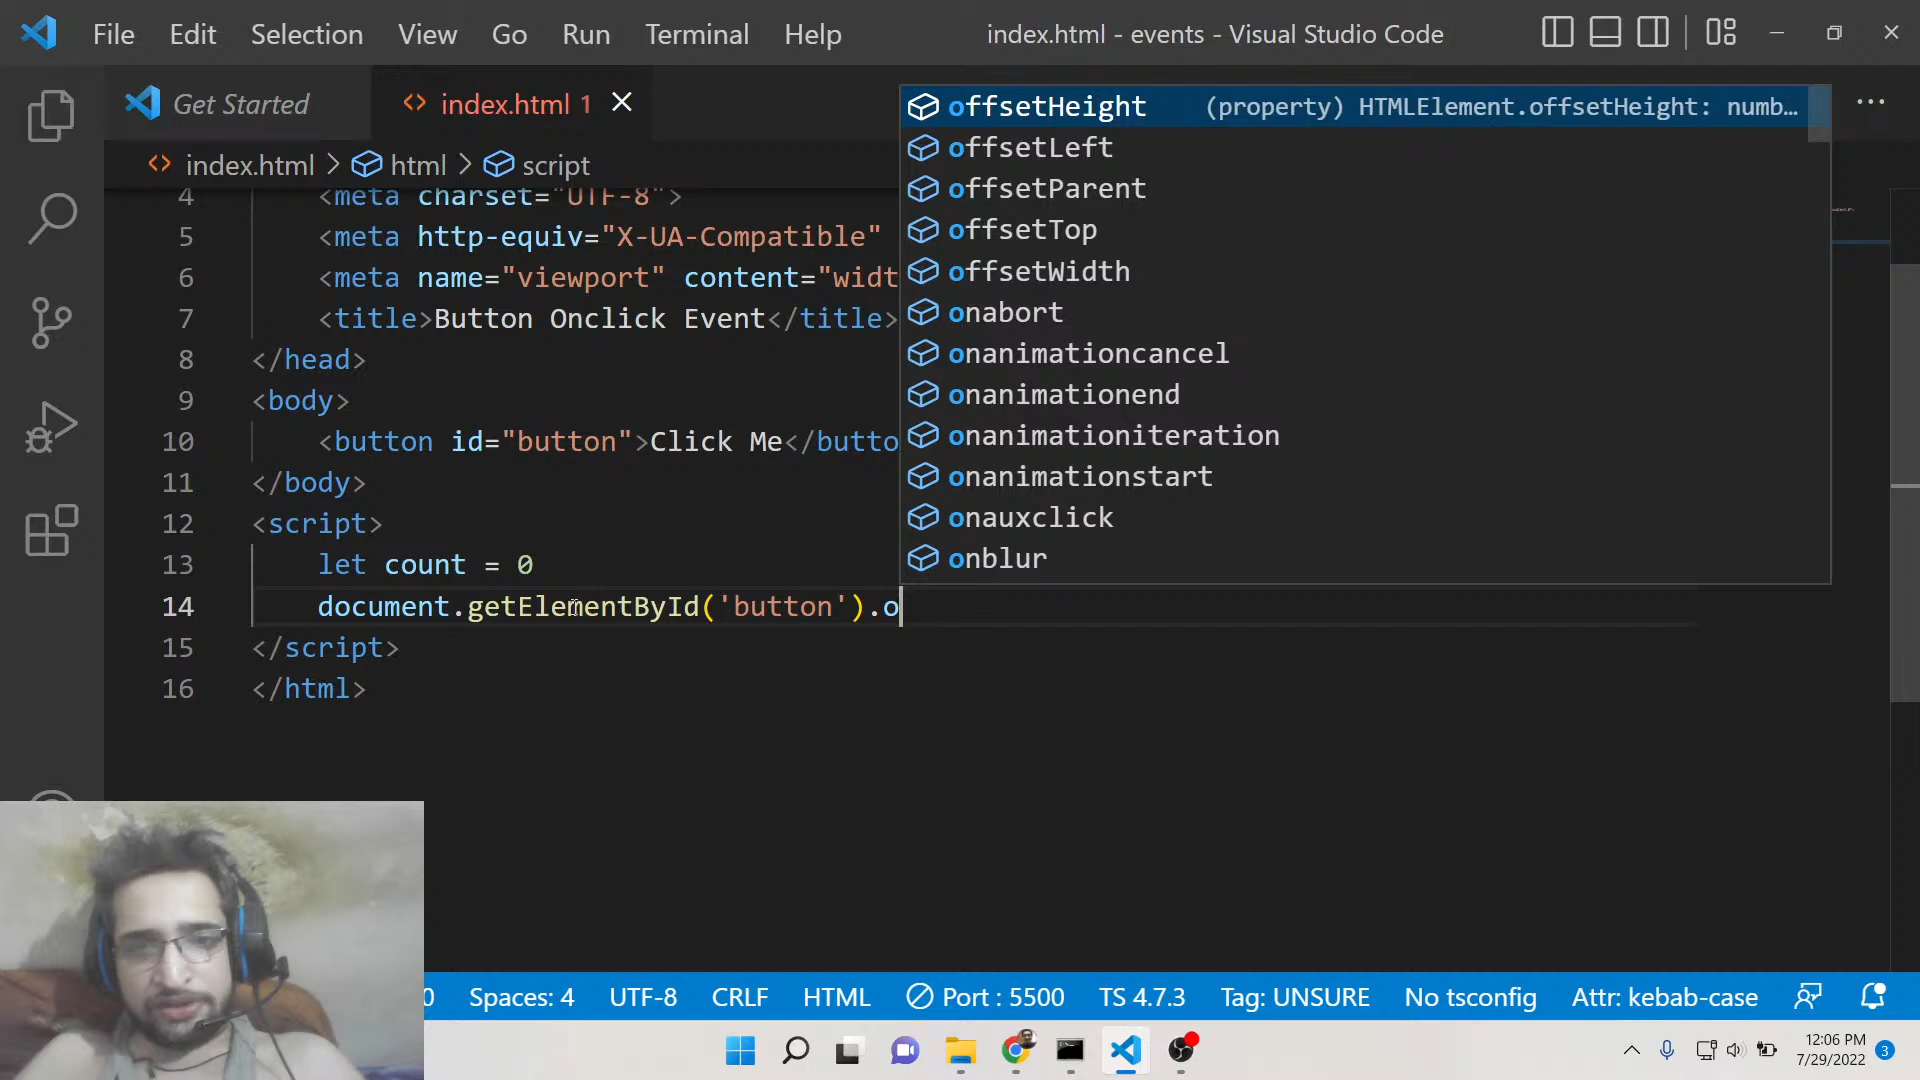 File Edit Selection View Go Run Terminal Help index.html - events - Visual Studio Code
Get Started index.html 1
index.html > html > script
4 <meta charset="UTF-8">
5 <meta http-equiv="X-UA-Compatible"
6 <meta name="viewport" content="widt
7 <title>Button Onclick Event</title>
8 </head>
9 <body>
10 <button id="button">Click Me</butto
11 </body>
12 <script>
13 let count = 0
14 document.getElementById('button').o
15 </script>
16 </html>
offsetHeight (property) HTMLElement.offsetHeight: numb…
offsetLeft
offsetParent
offsetTop
offsetWidth
onabort
onanimationcancel
onanimationend
onanimationiteration
onanimationstart
onauxclick
onblur
0 Spaces: 4 UTF-8 CRLF HTML Port : 5500 TS 4.7.3 Tag: UNSURE No tsconfig Attr: kebab-case
12:06 PM
7/29/2022 3